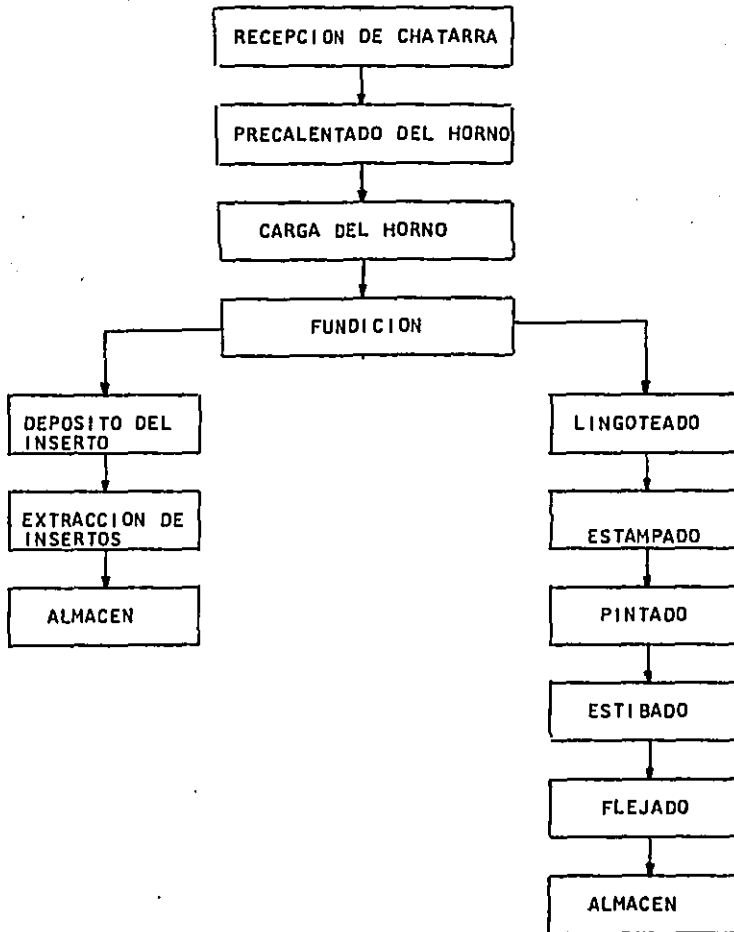 RECEPCION DE CHATARRA
PRECALENTADO DEL HORNO
CARGA DEL HORNO
FUNDICION
DEPOSITO DEL
INSERTO
EXTRACCION DE
INSERTOS
ALMACEN
LINGOTEADO
ESTAMPADO
PINTADO
ESTIBADO
FLEJADO
ALMACEN